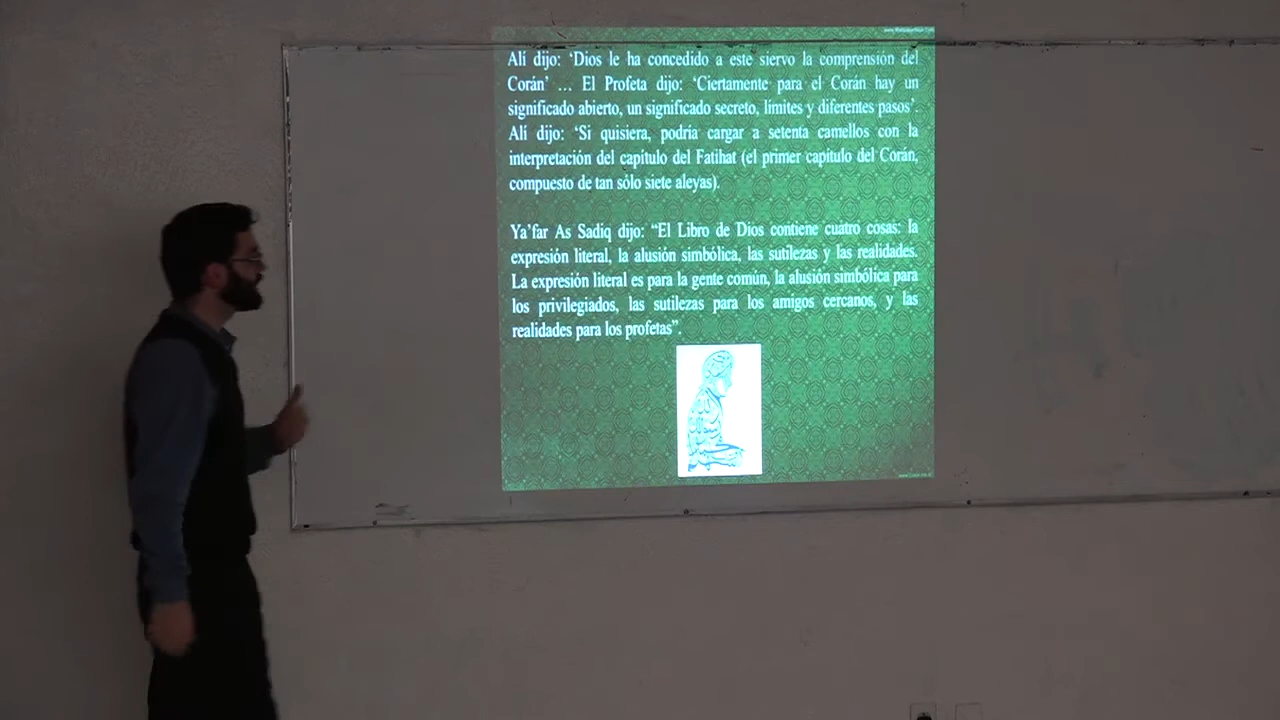 Alí dijo: ‘Dios le ha concedido a este siervo la comprensión del
Corán’ … El Profeta dijo: ‘Ciertamente para el Corán hay un
significado abierto, un significado secreto, límites y diferentes pasos’
Alí dijo: ‘Si quisiera, podría cargar a setenta camellos con la
interpretación del capítulo del Fatihat (el primer capítulo del Corán,
compuesto de tan sólo siete aleyas).
Ya’far As Sadiq dijo: “El Libro de Dios contiene cuatro cosas: la
expresión literal, la alusión simbólica, las sutilezas y las realidades.
La expresión literal es para la gente común, la alusión simbólica para
los privilegiados, las sutilezas para los amigos cercanos, y las
realidades para los profetas”.